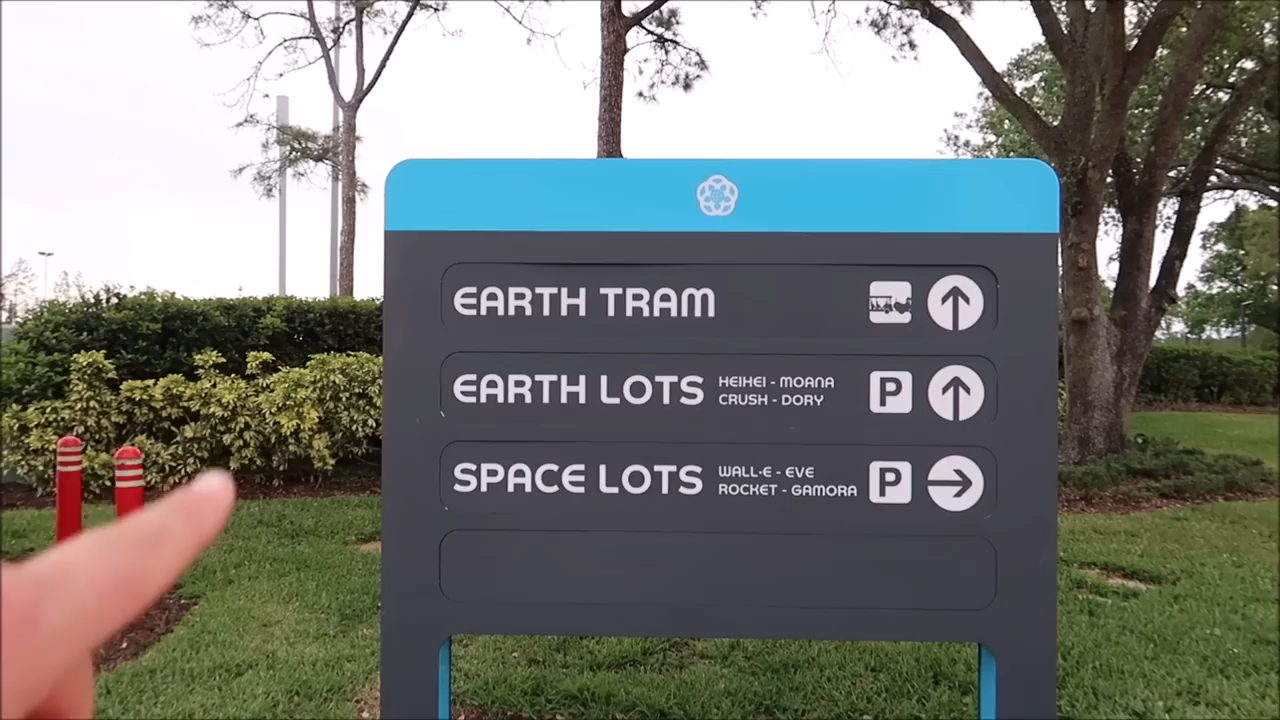 EARTH TRAM
EARTH LOTS
HEIHEI - MOANA
CRUSH - DORY
P
SPACE LOTS
WALL·E - EVE
ROCKET - GAMORA
P